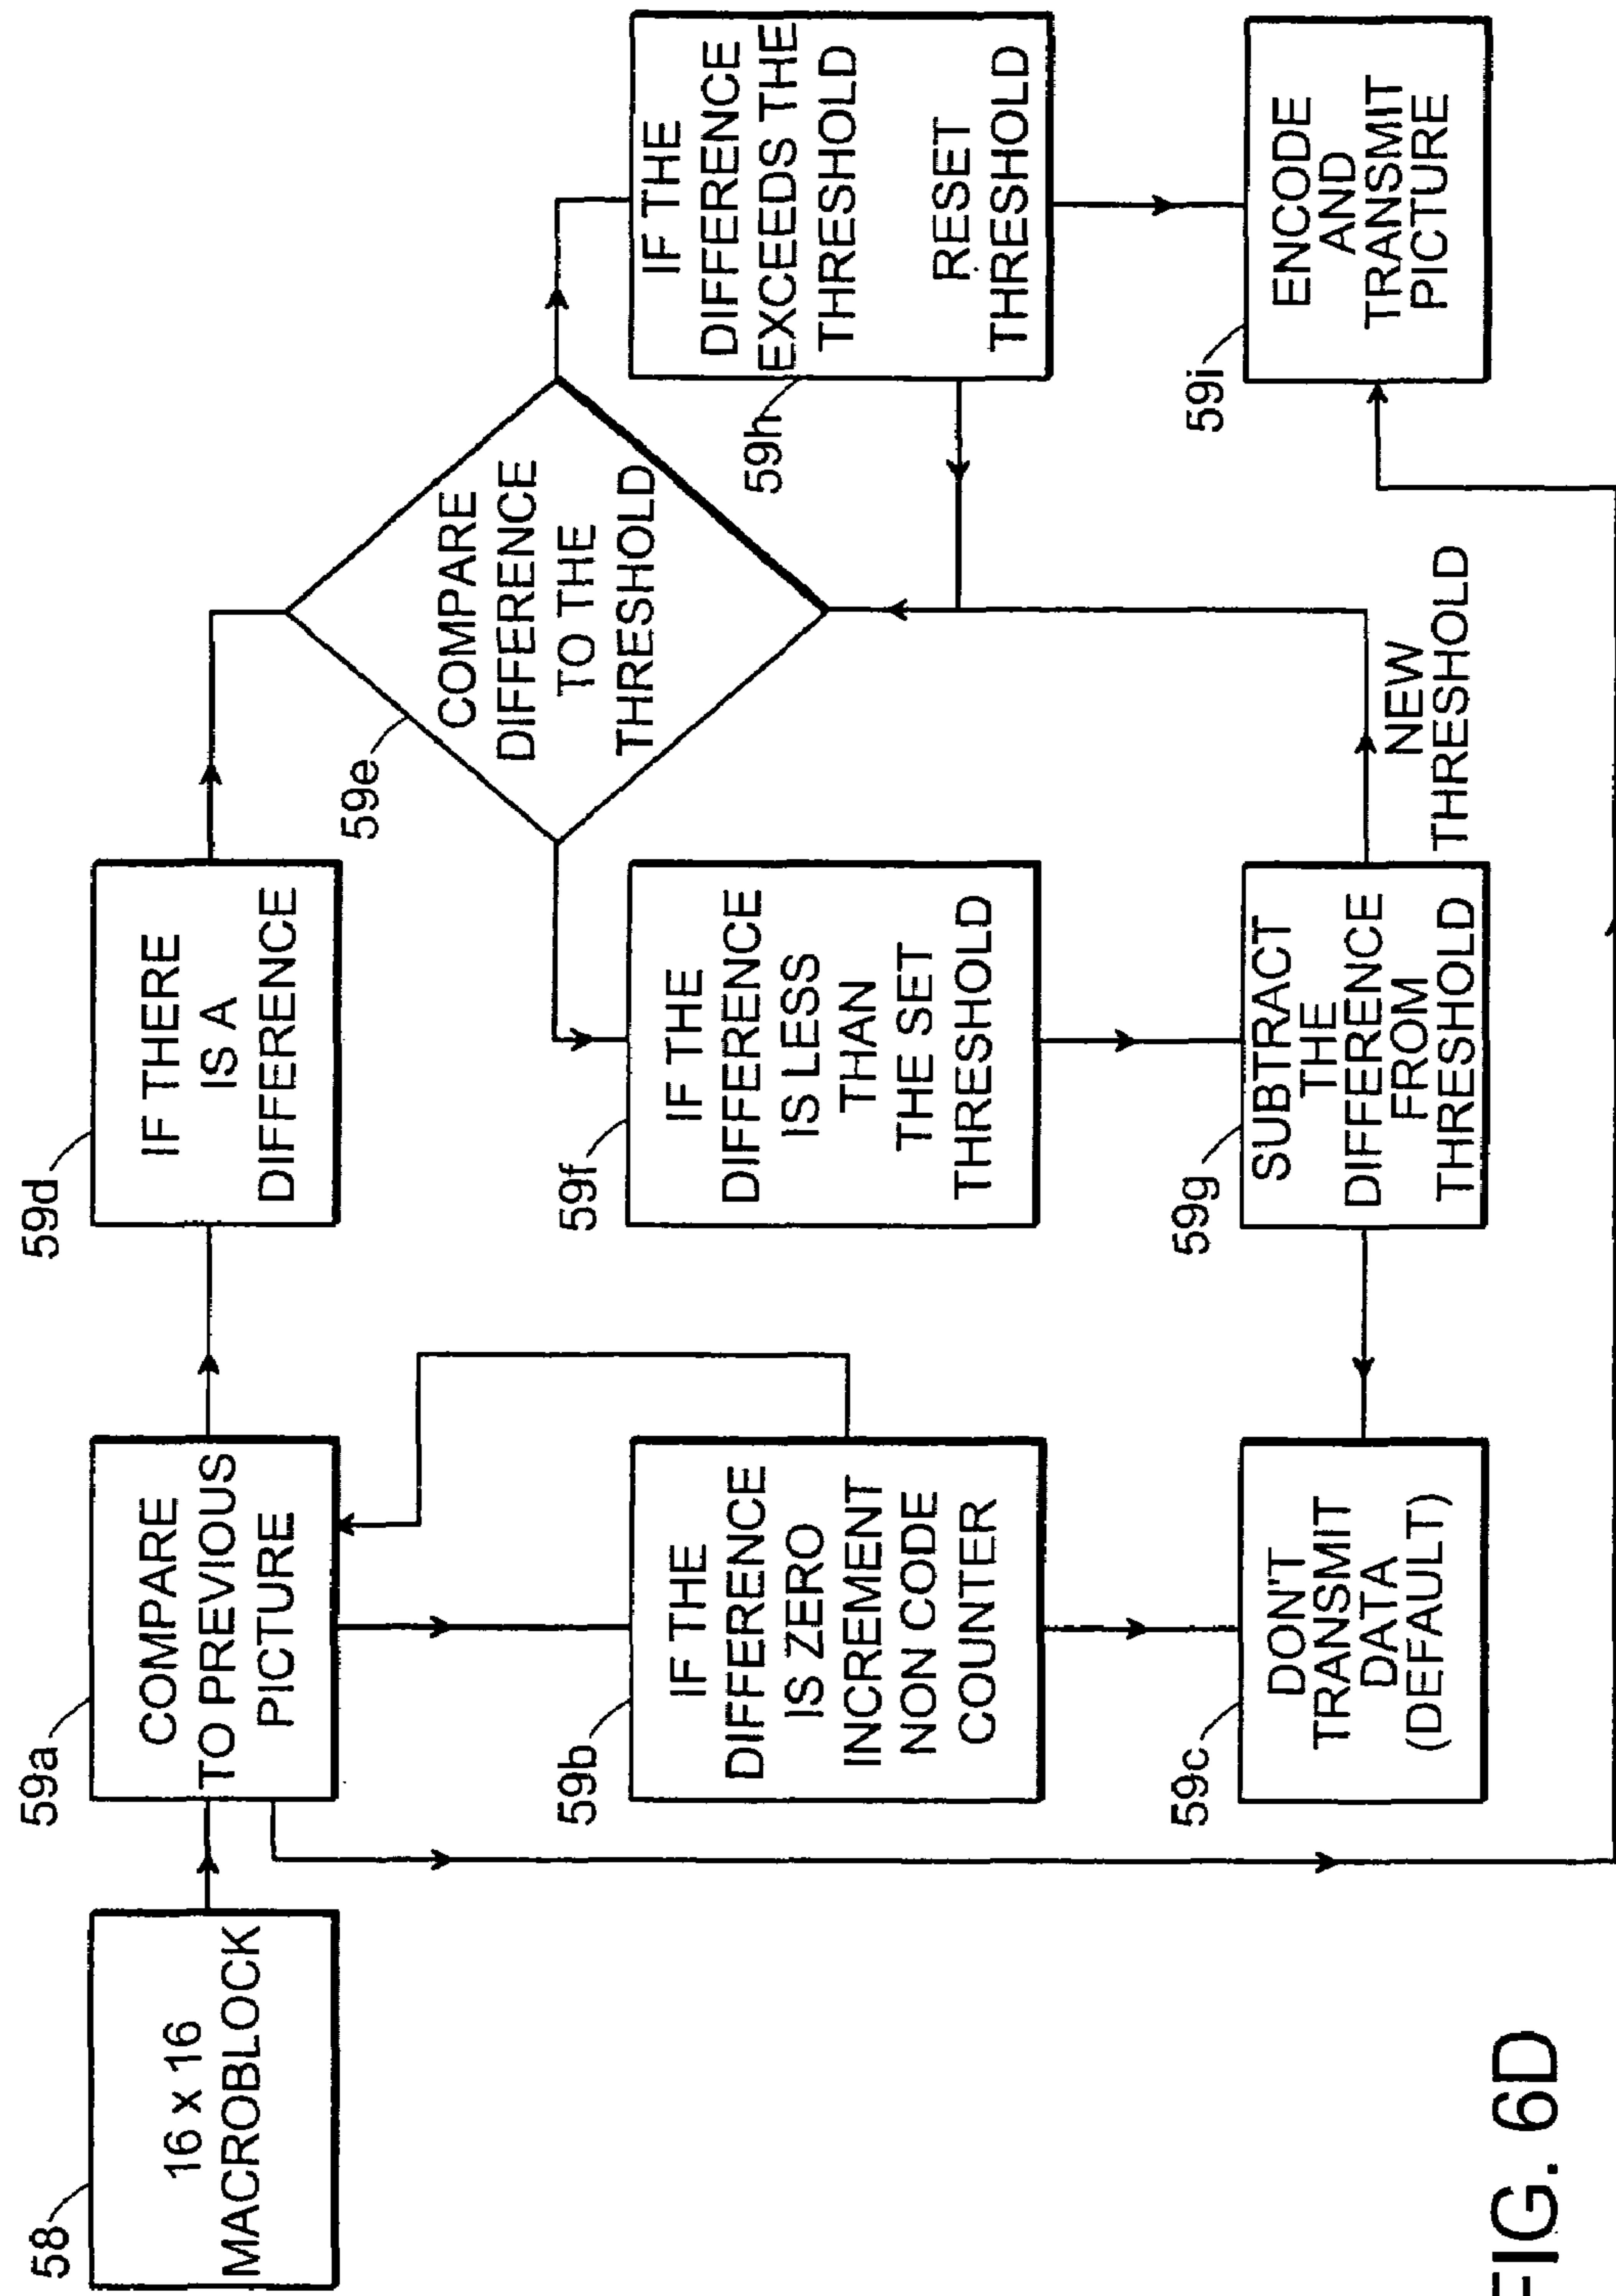 58
16 x 16
MACROBLOCK
59a
COMPARE
TO PREVIOUS
PICTURE
59d
IF THERE
IS A
DIFFERENCE
59e
COMPARE
DIFFERENCE
TO THE
THRESHOLD
59b
IF THE
DIFFERENCE
IS ZERO
INCREMENT
NON CODE
COUNTER
59f
IF THE
DIFFERENCE
IS LESS
THAN
THE SET
THRESHOLD
59h
IF THE
DIFFERENCE
EXCEEDS THE
THRESHOLD
RESET
THRESHOLD
59c
DON'T
TRANSMIT
DATA
(DEFAULT)
59g
SUBTRACT
THE
DIFFERENCE
FROM
THRESHOLD
NEW
THRESHOLD
59i
ENCODE
AND
TRANSMIT
PICTURE
FIG. 6D